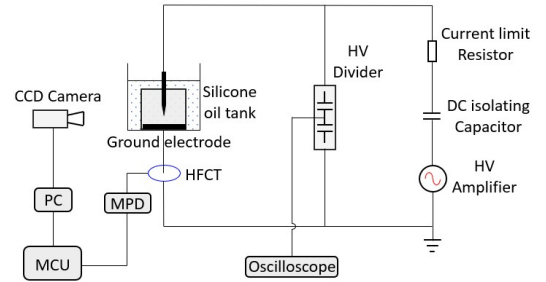 Current limit
Resistor
HV
Divider
CCD Camera
Silicone
oil tank
DC isolating
Capacitor
Ground electrode
HFCT
HV
Amplifier
PC
MPD
MCU
Oscilloscope